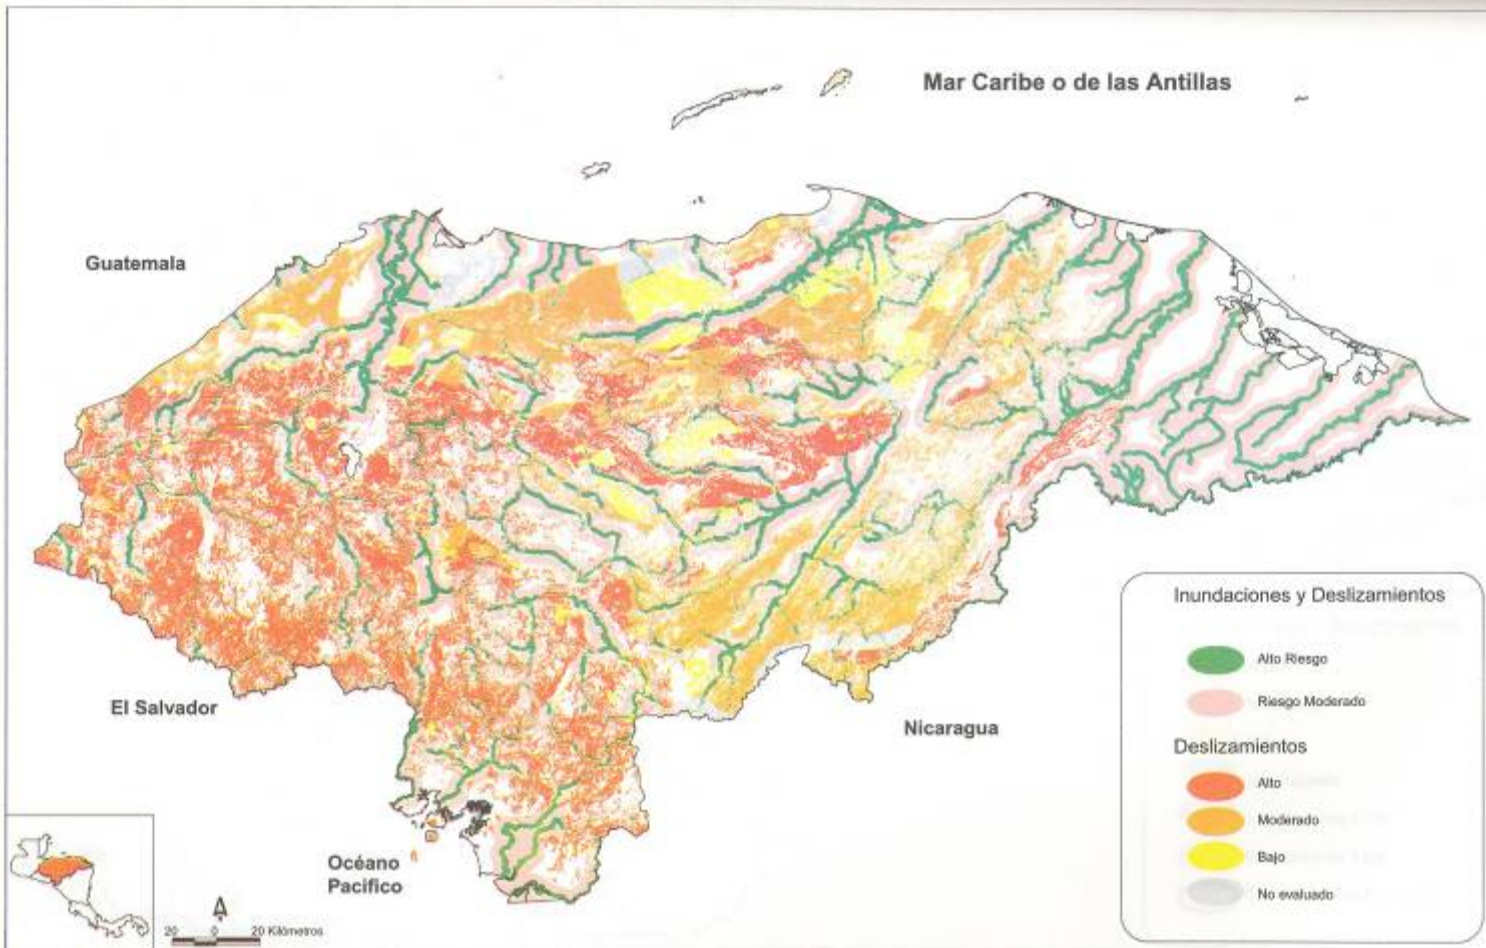 Mar Caribe o de las Antillas
Guatemala
El Salvador
Nicaragua
Océano
Pacifico
Inundaciones y Deslizamientos
Alto Riesgo
Riesgo Moderado
Deslizamientos
Alto
Moderado
Bajo
No evaluado
20 0 20 Kilómetros